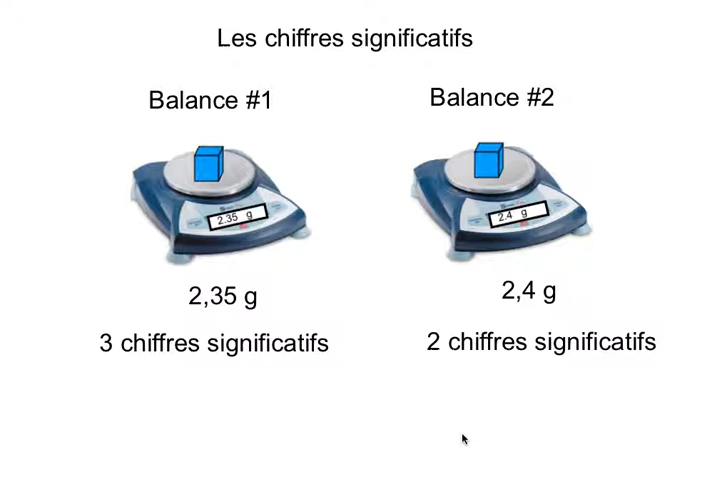 Les chiffres significatifs
Balance #1
Balance #2
2.35 g
2.4 g
2,35 g
2,4 g
3 chiffres significatifs
2 chiffres significatifs